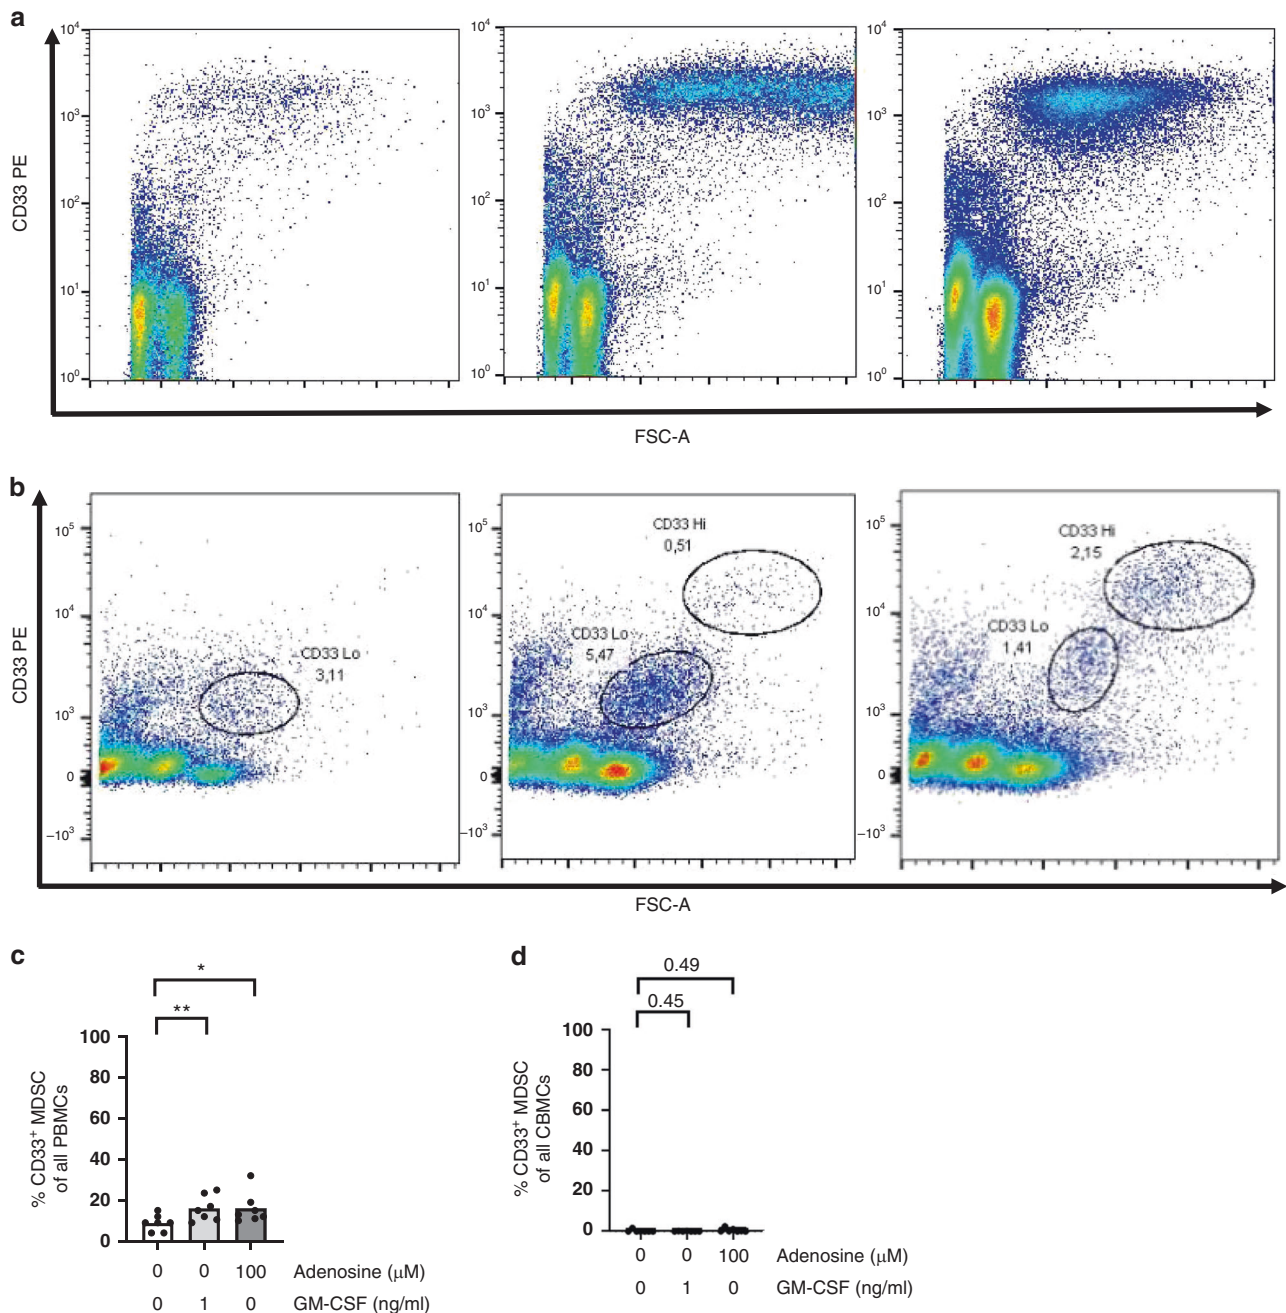 a
10⁴
10³
10²
10¹
10⁰
10⁴
10³
10²
10¹
10⁰
10⁴
10³
10²
10¹
10⁰
CD33 PE
FSC-A
b
10⁵
10⁴
10³
0
−10³
CD33 Lo
3,11
10⁵
10⁴
10³
0
−10³
CD33 Hi
0,51
CD33 Lo
5,47
10⁵
10⁴
10³
0
−10³
CD33 Hi
2,15
CD33 Lo
1,41
CD33 PE
FSC-A
c
*
**
100
80
60
40
20
0
% CD33⁺ MDSC
of all PBMCs
0 0 100 Adenosine (μM)
0 1 0 GM-CSF (ng/ml)
d
0.49
0.45
100
80
60
40
20
0
% CD33⁺ MDSC
of all CBMCs
0 0 100 Adenosine (μM)
0 1 0 GM-CSF (ng/ml)